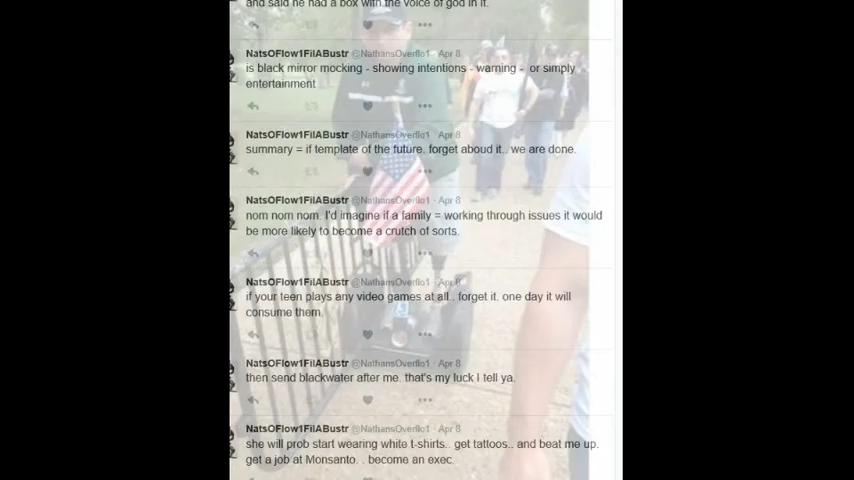 and said he had a box with the voice of god in it.
NatsOFlow1FilABustr @NathansOverflo1 · Apr 8
is black mirror mocking - showing intentions - warning - or simply
entertainment
NatsOFlow1FilABustr @NathansOverflo1 · Apr 8
summary = if template of the future. forget aboud it.. we are done.
NatsOFlow1FilABustr @NathansOverflo1 · Apr 8
nom nom nom. I'd imagine if a family = working through issues it would
be more likely to become a crutch of sorts.
NatsOFlow1FilABustr @NathansOverflo1 · Apr 8
if your teen plays any video games at all.. forget it. one day it will
consume them.
NatsOFlow1FilABustr @NathansOverflo1 · Apr 8
then send blackwater after me. that's my luck I tell ya.
NatsOFlow1FilABustr @NathansOverflo1 · Apr 8
she will prob start wearing white t-shirts.. get tattoos.. and beat me up.
get a job at Monsanto. . become an exec.